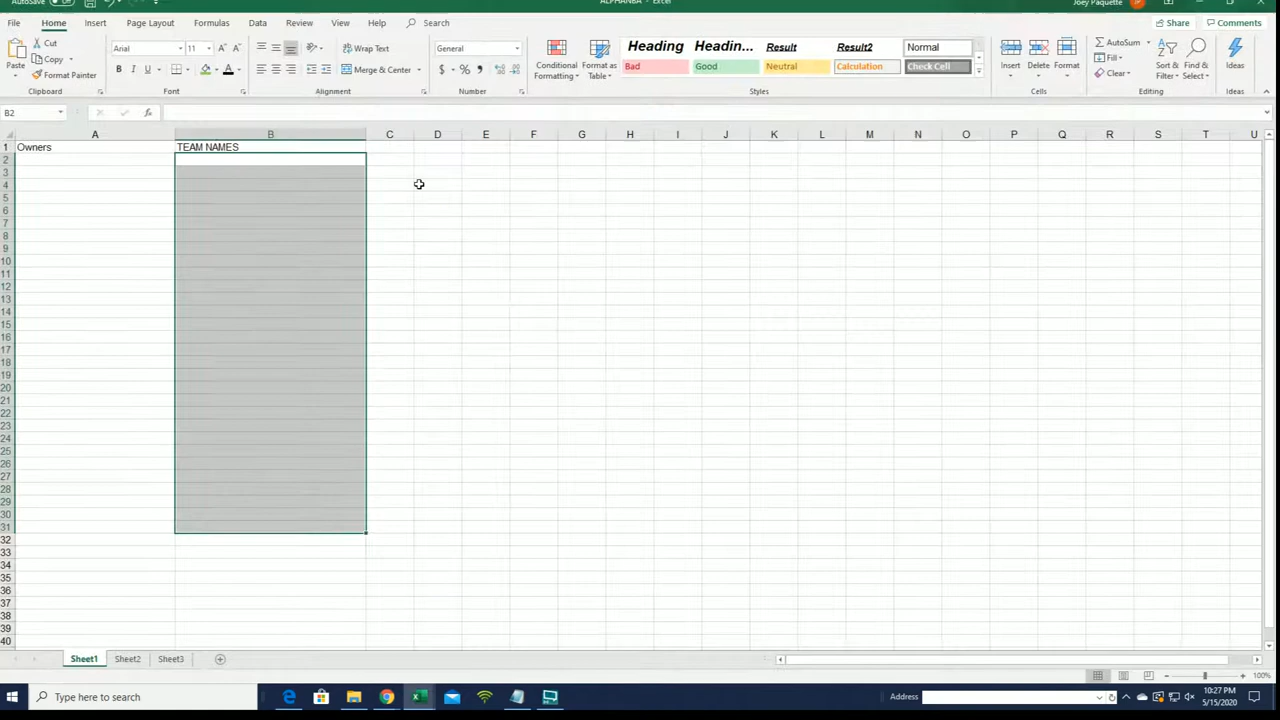 AutoSave Off
ALPHANBA - Excel
Joey Paquette
JP
File Home Insert Page Layout Formulas Data Review View Help Search
Share Comments
Paste
Cut
Copy
Format Painter
Clipboard
Arial 11
Font
Wrap Text
Merge & Center
Alignment
General
Number
Conditional Formatting
Format as Table
Heading Headin... Result Result2 Normal
Bad Good Neutral Calculation Check Cell
Styles
Insert Delete Format
Cells
AutoSum
Fill
Clear
Sort & Filter
Find & Select
Editing
Ideas
Ideas
B2
fx
A B C D E F G H I J K L M N O P Q R S T U
1 Owners TEAM NAMES
2
3
4
5
6
7
8
9
10
11
12
13
14
15
16
17
18
19
20
21
22
23
24
25
26
27
28
29
30
31
32
33
34
35
36
37
38
39
40
Sheet1 Sheet2 Sheet3
100%
Type here to search
Address
10:27 PM
5/15/2020